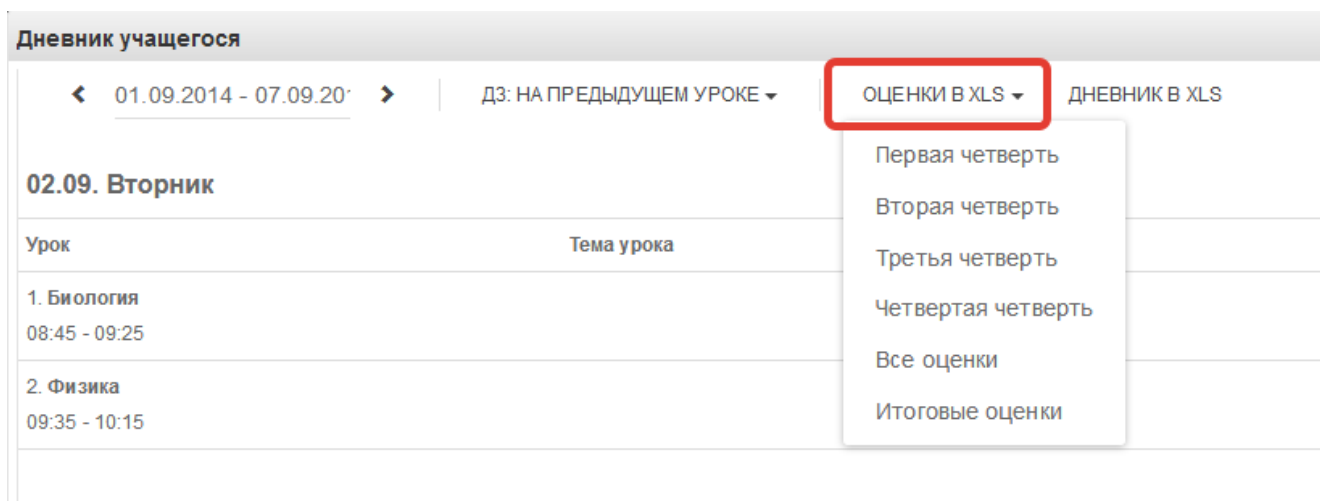 Дневник учащегося
01.09.2014 - 07.09.20 ДЗ: НА ПРЕДЫДУЩЕМ УРОКЕ ОЦЕНКИ В XLS ДНЕВНИК В XLS
Первая четверть
02.09. Вторник
Вторая четверть
Урок Тема урока
Третья четверть
1. Биология
Четвертая четверть
08:45 - 09:25
Все оценки
2. Физика
Итоговые оценки
09:35 - 10:15